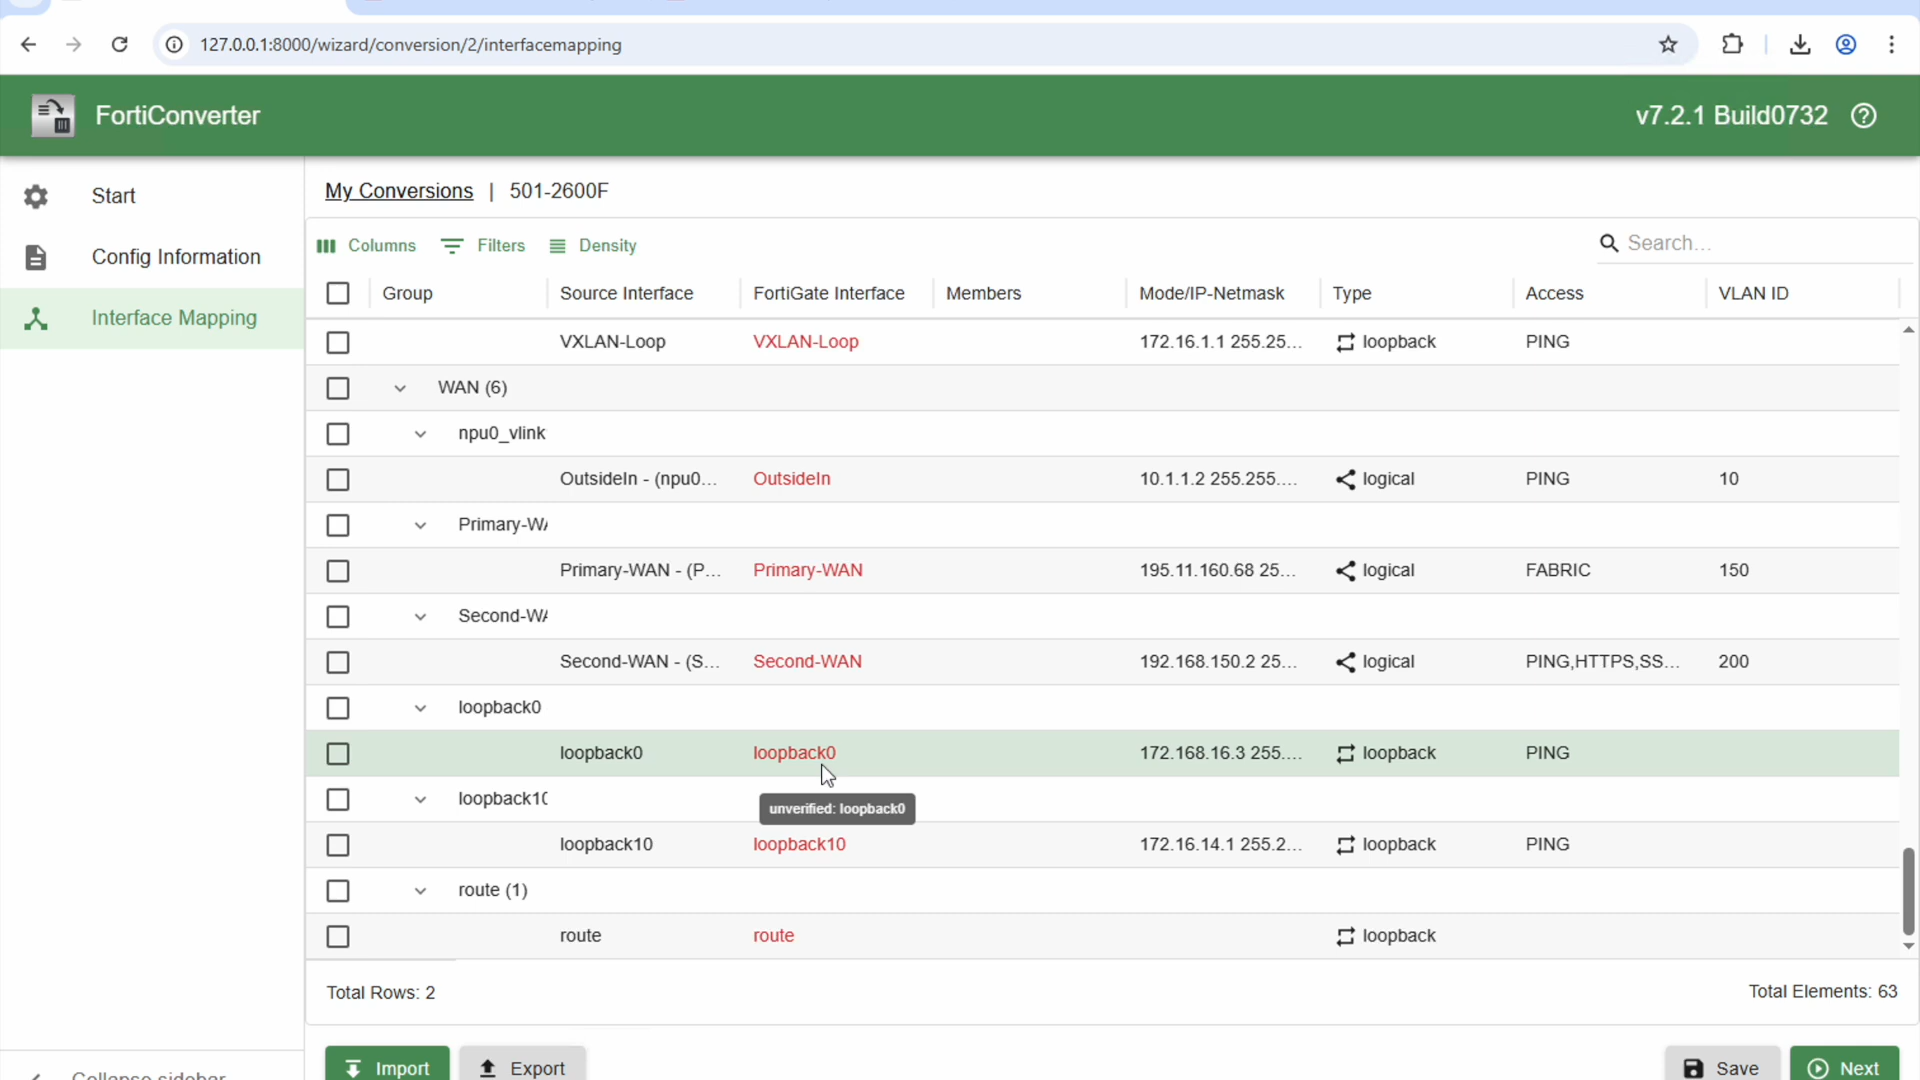 127.0.0.1:8000/wizard/conversion/2/interfacemapping
FortiConverter
v7.2.1 Build0732
Start
Config Information
Interface Mapping
My Conversions | 501-2600F
Columns Filters Density
Search...
Group Source Interface FortiGate Interface Members Mode/IP-Netmask Type Access VLAN ID
VXLAN-Loop VXLAN-Loop 172.16.1.1 255.25... loopback PING
WAN (6)
npu0_vlink
OutsideIn - (npu0... OutsideIn 10.1.1.2 255.255.... logical PING 10
Primary-WA
Primary-WAN - (P... Primary-WAN 195.11.160.68 25... logical FABRIC 150
Second-WA
Second-WAN - (S... Second-WAN 192.168.150.2 25... logical PING,HTTPS,SS... 200
loopback0
loopback0 loopback0 172.168.16.3 255.... loopback PING
loopback10
unverified: loopback0
loopback10 loopback10 172.16.14.1 255.2... loopback PING
route (1)
route route loopback
Total Rows: 2 Total Elements: 63
Import Export Save Next
Collapse sidebar